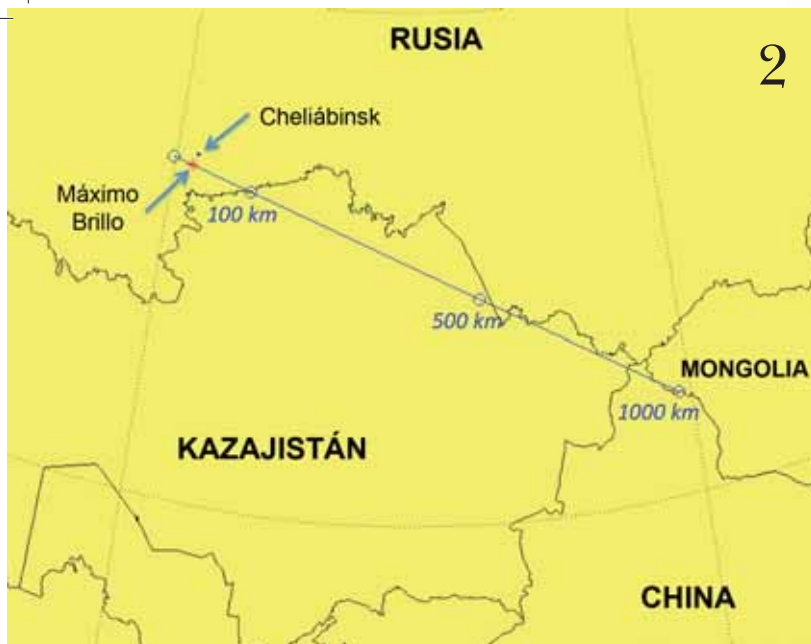 RUSIA
2
Cheliábinsk
Máximo
Brillo
100 km
500 km
MONGOLIA
1000 km
KAZAJISTÁN
CHINA